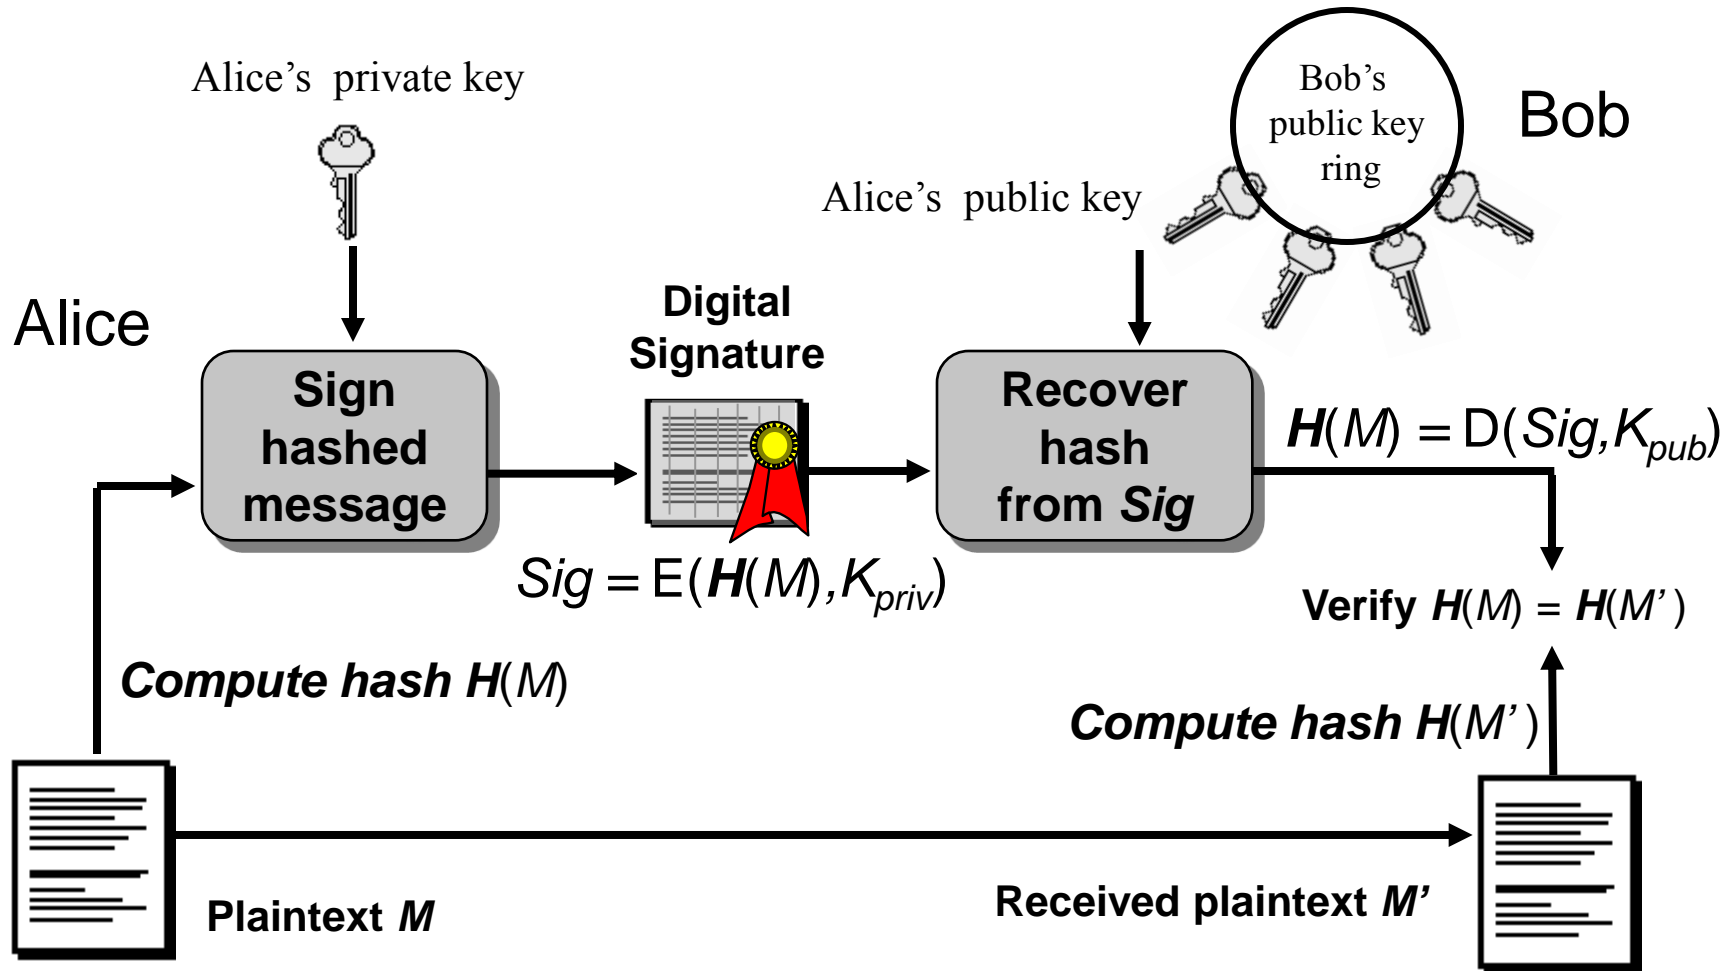 Alice’s private key
Bob’s
public key
ring
Bob
Alice’s public key
Alice
Digital
Signature
Sign
hashed
message
Recover
hash
from Sig
H(M) = D(Sig,Kpub)
Sig = E(H(M),Kpriv)
Verify H(M) = H(M’)
Compute hash H(M)
Compute hash H(M’)
Plaintext M
Received plaintext M’